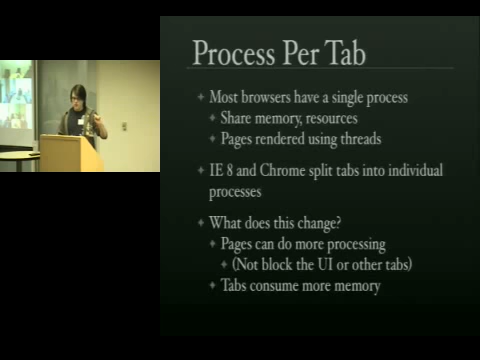 Process Per Tab
Most browsers have a single process
Share memory, resources
Pages rendered using threads
IE 8 and Chrome split tabs into individual
processes
What does this change?
Pages can do more processing
(Not block the UI or other tabs)
Tabs consume more memory